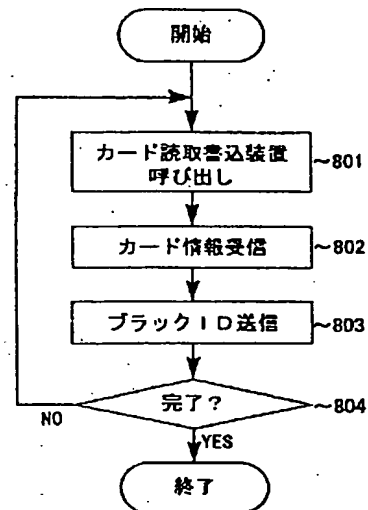 開始
カード読取書込装置
呼び出し
~801
カード情報受信
~802
ブラックID送信
~803
完了?
~804
NO
YES
終了